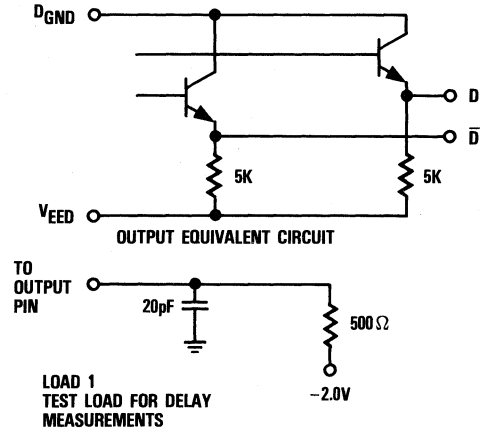 DGND
D
D̅
5K
5K
VEED
OUTPUT EQUIVALENT CIRCUIT
TO
OUTPUT
PIN
20pF
500Ω
−2.0V
LOAD 1
TEST LOAD FOR DELAY
MEASUREMENTS